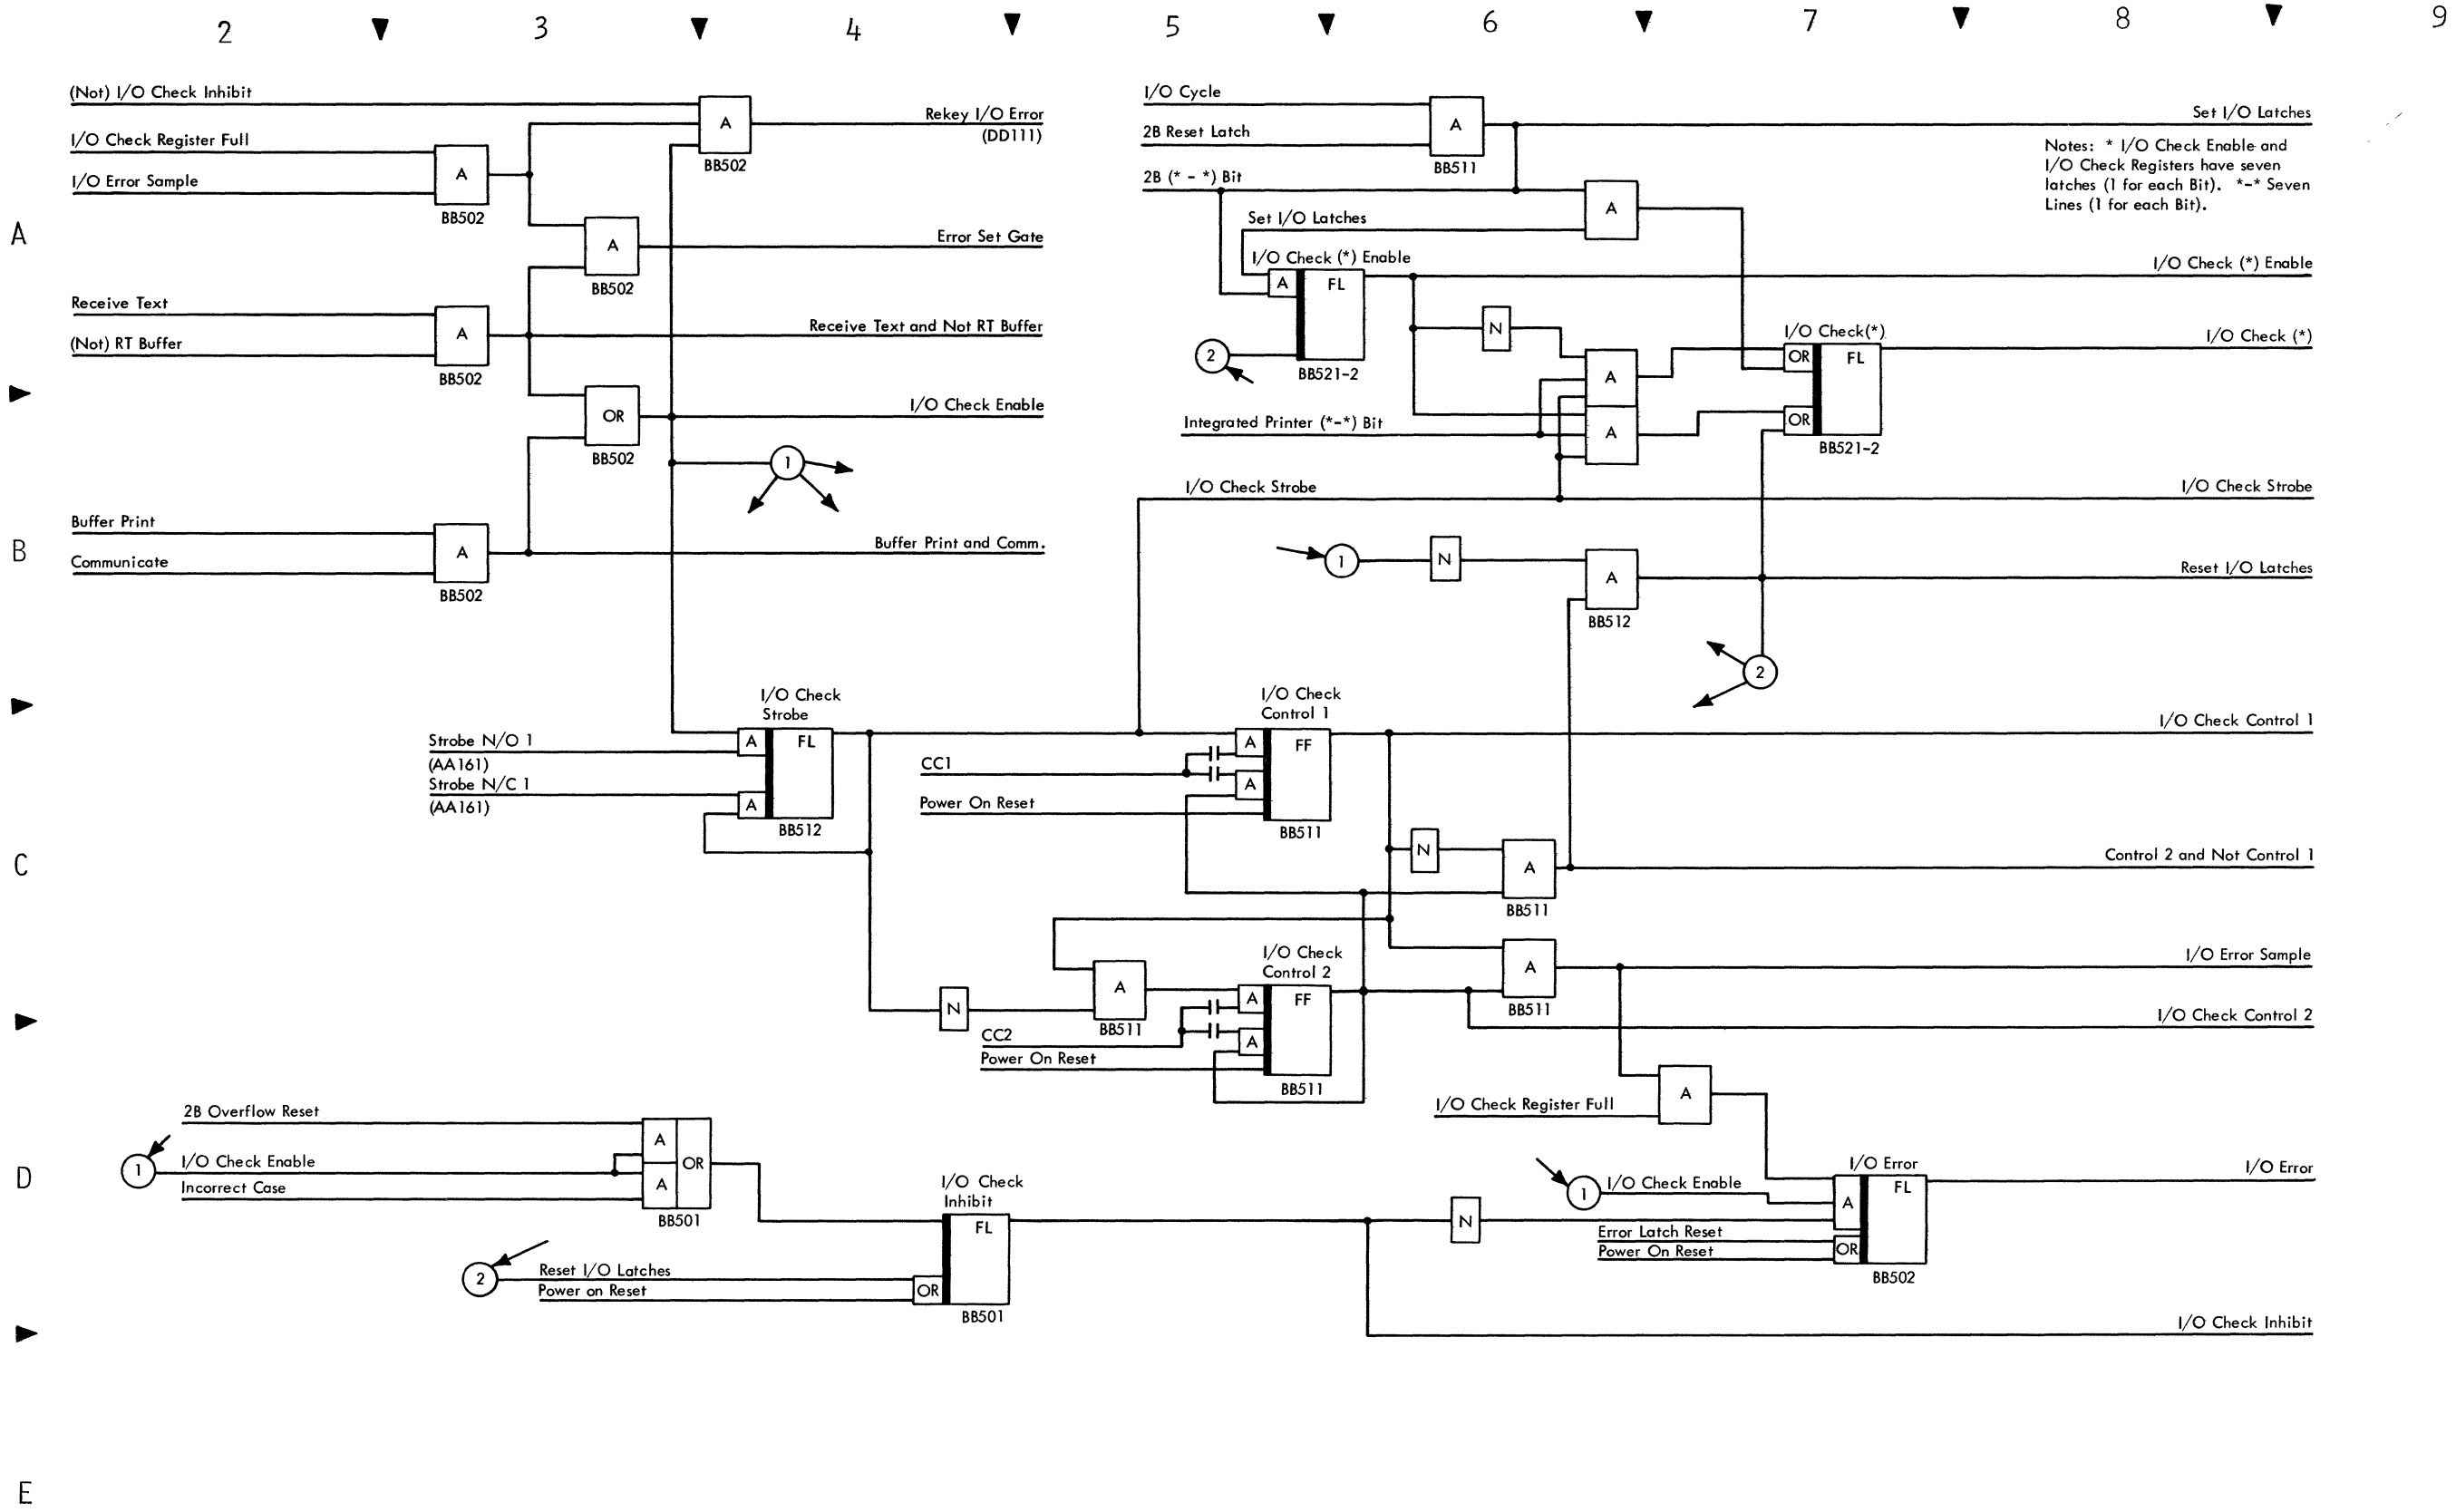 2 3 4 5 6 7 8 9
A
B
C
D
E
(Not) I/O Check Inhibit
I/O Check Register Full
I/O Error Sample
A
BB502
A
BB502
Rekey I/O Error
(DD111)
A
BB502
Error Set Gate
Receive Text
(Not) RT Buffer
A
BB502
Receive Text and Not RT Buffer
OR
BB502
I/O Check Enable
1
Buffer Print
Communicate
A
BB502
Buffer Print and Comm.
I/O Cycle
2B Reset Latch
A
BB511
Set I/O Latches
Notes: * I/O Check Enable and
I/O Check Registers have seven
latches (1 for each Bit). *-* Seven
Lines (1 for each Bit).
2B (* - *) Bit
Set I/O Latches
A
I/O Check (*) Enable
A FL
BB521-2
2
I/O Check (*) Enable
N
A
A
Integrated Printer (*-*) Bit
I/O Check(*)
OR FL
OR
BB521-2
I/O Check (*)
I/O Check Strobe
I/O Check Strobe
1
N
A
BB512
Reset I/O Latches
2
I/O Check
Strobe
Strobe N/O 1
(AA161)
Strobe N/C 1
(AA161)
A FL
A
BB512
I/O Check
Control 1
CC1
Power On Reset
A FF
A
BB511
I/O Check Control 1
N
A
BB511
Control 2 and Not Control 1
N
A
BB511
I/O Check
Control 2
CC2
Power On Reset
A FF
A
BB511
A
BB511
I/O Error Sample
I/O Check Control 2
I/O Check Register Full
A
2B Overflow Reset
1
I/O Check Enable
Incorrect Case
A
A
OR
BB501
I/O Check
Inhibit
2
Reset I/O Latches
Power on Reset
OR
FL
BB501
N
1
I/O Check Enable
Error Latch Reset
Power On Reset
I/O Error
A FL
OR
BB502
I/O Error
I/O Check Inhibit